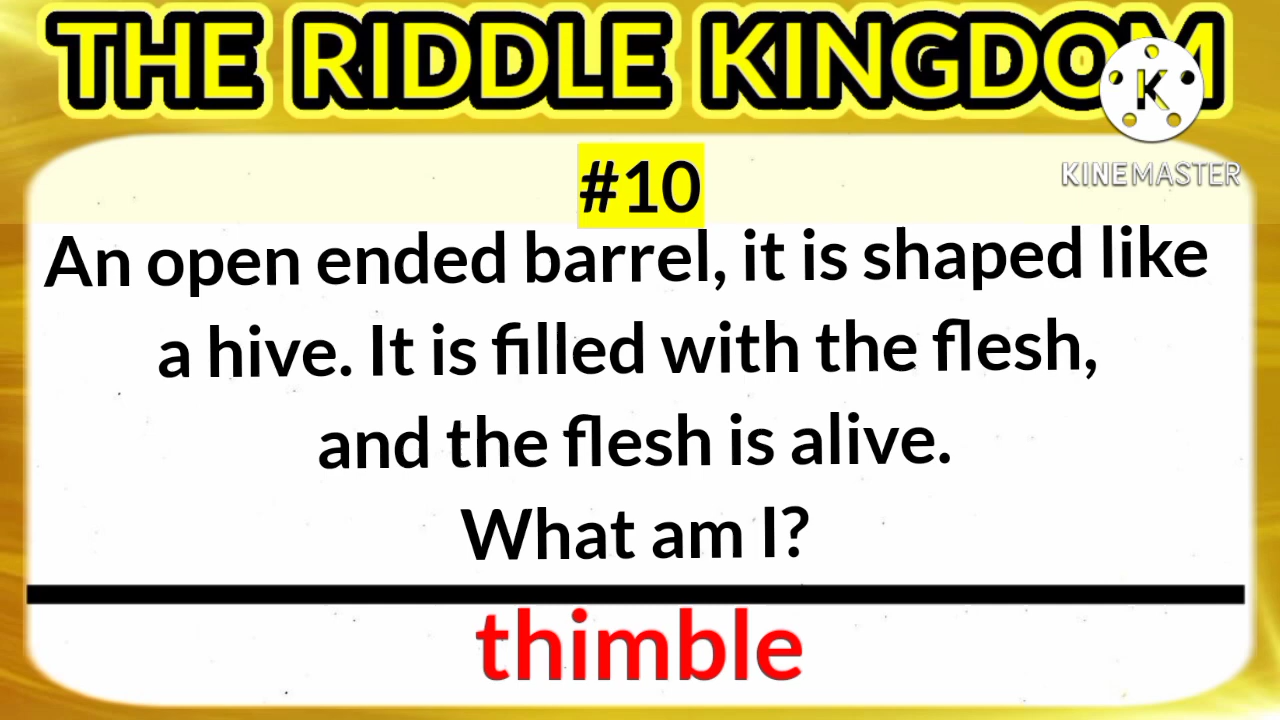 THE RIDDLE KINGDOM
K
KINEMASTER
#10
An open ended barrel, it is shaped like
a hive. It is filled with the flesh,
and the flesh is alive.
What am I?
thimble